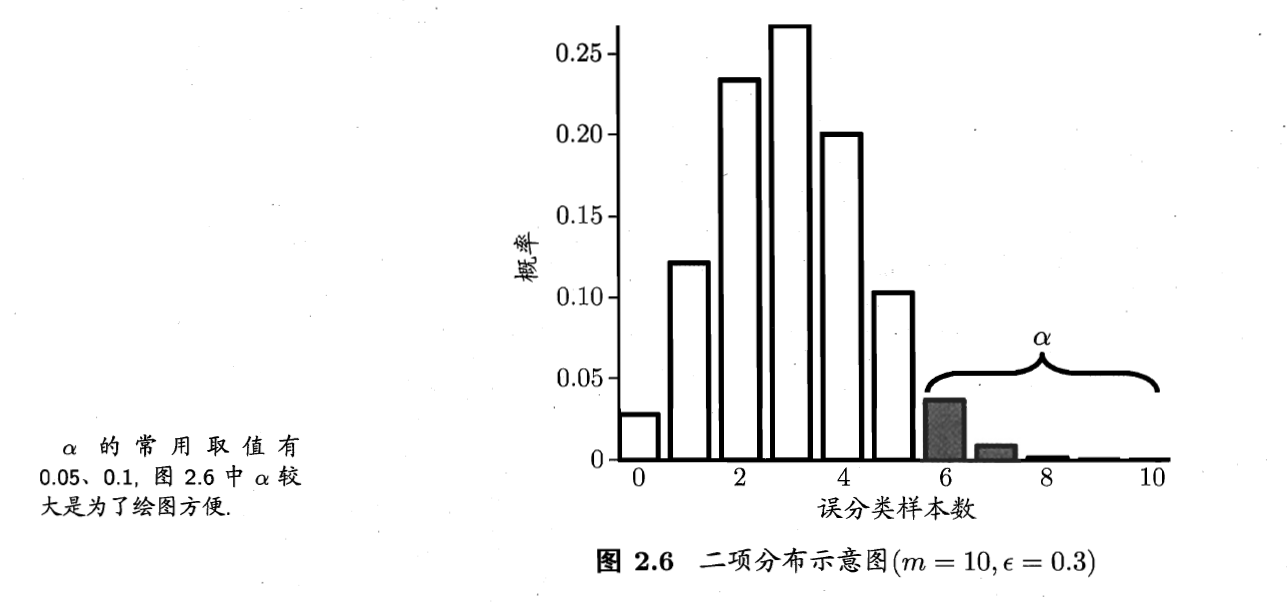 0.25
0.20
0.15
0.10
0.05
0
概率
α
0 2 4 6 8 10
误分类样本数
α 的常用取值有
0.05、0.1, 图 2.6 中 α 较
大是为了绘图方便.
图 2.6 二项分布示意图(m = 10, ϵ = 0.3)